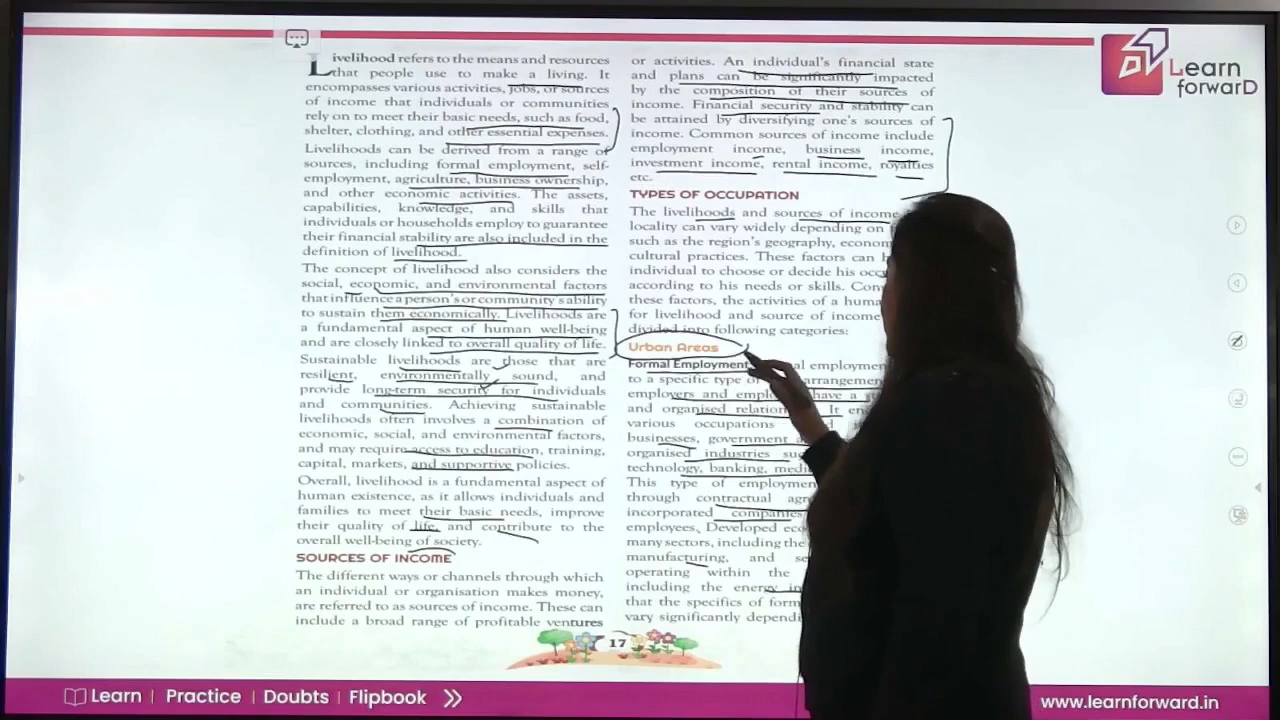 Livelihood refers to the means and resources
that people use to make a living. It
encompasses various activities, jobs, or sources
of income that individuals or communities
rely on to meet their basic needs, such as food,
shelter, clothing, and other essential expenses.
Livelihoods can be derived from a range of
sources, including formal employment, self-
employment, agriculture, business ownership,
and other economic activities. The assets,
capabilities, knowledge, and skills that
individuals or households employ to guarantee
their financial stability are also included in the
definition of livelihood.
The concept of livelihood also considers the
social, economic, and environmental factors
that influence a person's or community's ability
to sustain them economically. Livelihoods are
a fundamental aspect of human well-being
and are closely linked to overall quality of life.
Sustainable livelihoods are those that are
resilient, environmentally sound, and
provide long-term security for individuals
and communities. Achieving sustainable
livelihoods often involves a combination of
economic, social, and environmental factors,
and may require access to education, training,
capital, markets, and supportive policies.
Overall, livelihood is a fundamental aspect of
human existence, as it allows individuals and
families to meet their basic needs, improve
their quality of life, and contribute to the
overall well-being of society.
SOURCES OF INCOME
The different ways or channels through which
an individual or organisation makes money,
are referred to as sources of income. These can
include a broad range of profitable ventures
or activities. An individual's financial state
and plans can be significantly impacted
by the composition of their sources of
income. Financial security and stability can
be attained by diversifying one's sources of
income. Common sources of income include
employment income, business income,
investment income, rental income, royalties
etc.
TYPES OF OCCUPATION
The livelihoods and sources of income
locality can vary widely depending on
such as the region's geography, econom
cultural practices. These factors can
individual to choose or decide his occ
according to his needs or skills. Con
these factors, the activities of a huma
for livelihood and source of income
divided into following categories:
Urban Areas
Formal Employment al employmen
to a specific type of arrangemen
employers and empl have a
and organised relation It en
various occupations
businesses, government a
organised industries suc
technology, banking, medi
This type of employmen
through contractual agr
incorporated companies
employees. Developed eco
many sectors, including the
manufacturing, and se
operating within the
including the energy in
that the specifics of form
vary significantly dependi
17
Learn
forwarD
Learn | Practice | Doubts | Flipbook
www.learnforward.in